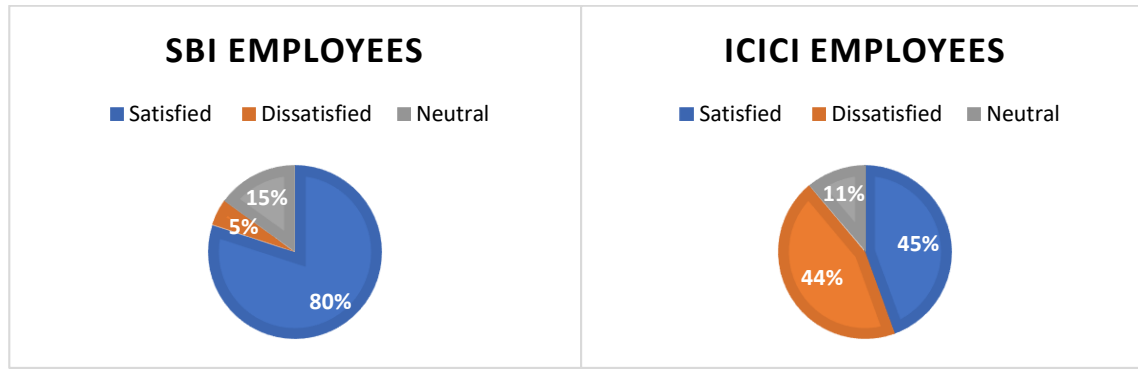 SBI EMPLOYEES
Satisfied Dissatisfied Neutral
15%
5%
80%
ICICI EMPLOYEES
Satisfied Dissatisfied Neutral
11%
45%
44%